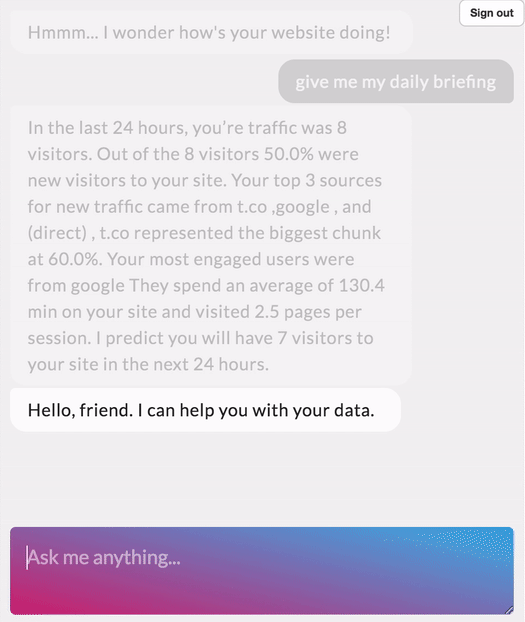 Sign out
Hmmm... I wonder how's your website doing!
give me my daily briefing
In the last 24 hours, you’re traffic was 8
visitors. Out of the 8 visitors 50.0% were
new visitors to your site. Your top 3 sources
for new traffic came from t.co ,google , and
(direct) , t.co represented the biggest chunk
at 60.0%. Your most engaged users were
from google They spend an average of 130.4
min on your site and visited 2.5 pages per
session. I predict you will have 7 visitors to
your site in the next 24 hours.
Hello, friend. I can help you with your data.
Ask me anything...